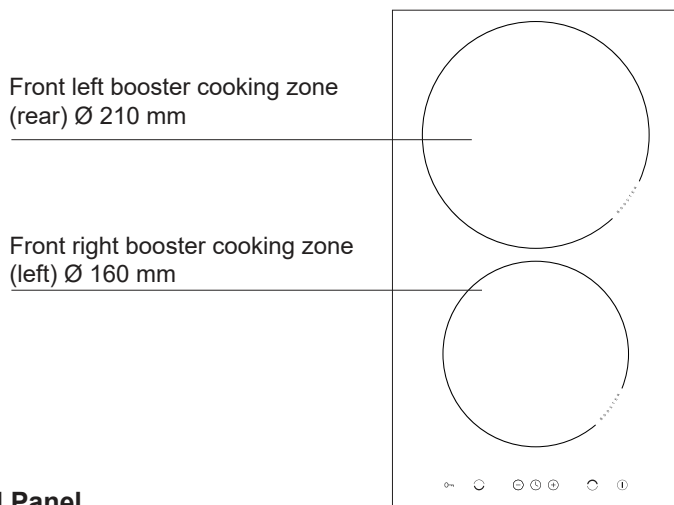 Front left booster cooking zone
(rear) Ø 210 mm
Front right booster cooking zone
(left) Ø 160 mm
Panel